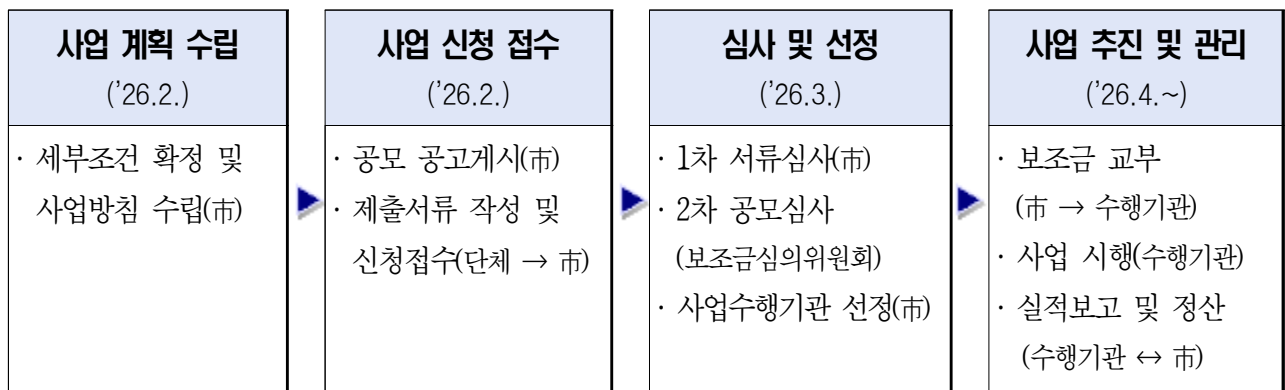 사업 계획 수립
('26.2.)
· 세부조건 확정 및
사업방침 수립(市)
사업 신청 접수
('26.2.)
· 공모 공고게시(市)
· 제출서류 작성 및
신청접수(단체 → 市)
심사 및 선정
('26.3.)
· 1차 서류심사(市)
· 2차 공모심사
(보조금심의위원회)
· 사업수행기관 선정(市)
사업 추진 및 관리
('26.4.~)
· 보조금 교부
(市 → 수행기관)
· 사업 시행(수행기관)
· 실적보고 및 정산
(수행기관 ↔ 市)